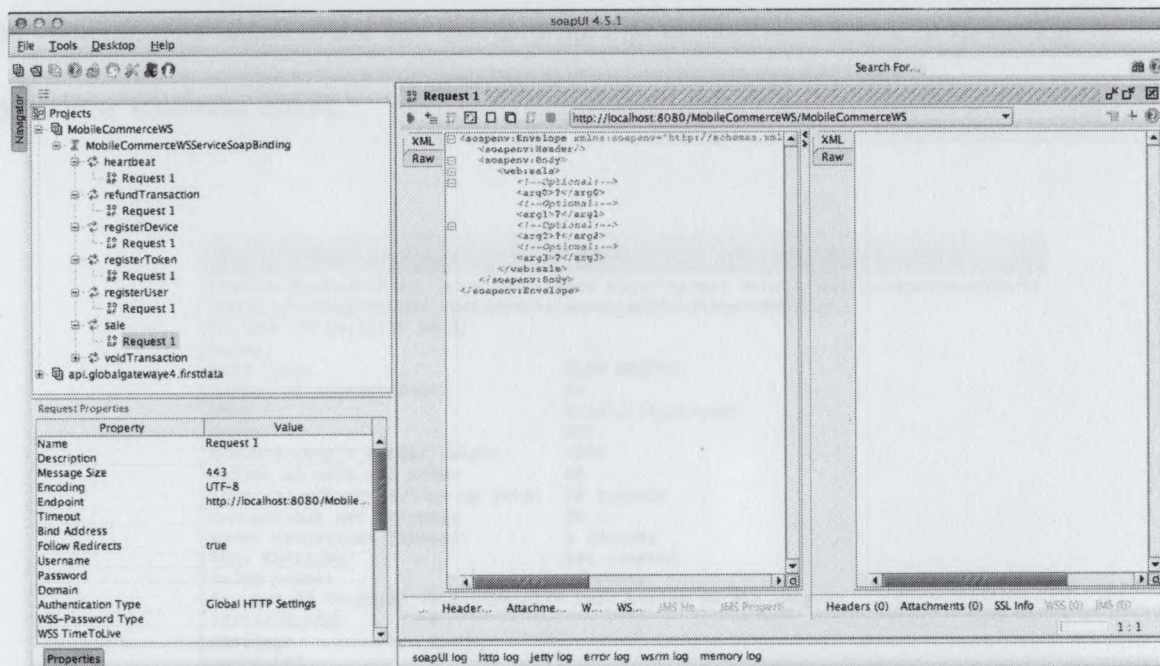 soapUI 4.5.1
File Tools Desktop Help
Search For...
Navigator
Projects
MobileCommerceWS
MobileCommerceWSServiceSoapBinding
heartbeat
Request 1
refundTransaction
Request 1
registerDevice
Request 1
registerToken
Request 1
registerUser
Request 1
sale
Request 1
voidTransaction
api.globalgatewaye4.firstdata
Request Properties
Property Value
Name Request 1
Description
Message Size 443
Encoding UTF-8
Endpoint http://localhost:8080/Mobile...
Timeout
Bind Address
Follow Redirects true
Username
Password
Domain
Authentication Type Global HTTP Settings
WSS-Password Type
WSS TimeToLive
Properties
Request 1
http://localhost:8080/MobileCommerceWS/MobileCommerceWS
XML
Raw
<soapenv:Envelope xmlns:soapenv="http://schemas.xml
<soapenv:Header/>
<soapenv:Body>
<web:sale>
<!--Optional:-->
<arg0>?</arg0>
<!--Optional:-->
<arg1>?</arg1>
<!--Optional:-->
<arg2>?</arg2>
<!--Optional:-->
<arg3>?</arg3>
</web:sale>
</soapenv:Body>
</soapenv:Envelope>
... Header... Attachme... W... WS... JMS He... JMS Properti...
XML
Raw
Headers (0) Attachments (0) SSL Info WSS (0) JMS (0)
1 : 1
soapUI log http log jetty log error log wsrm log memory log